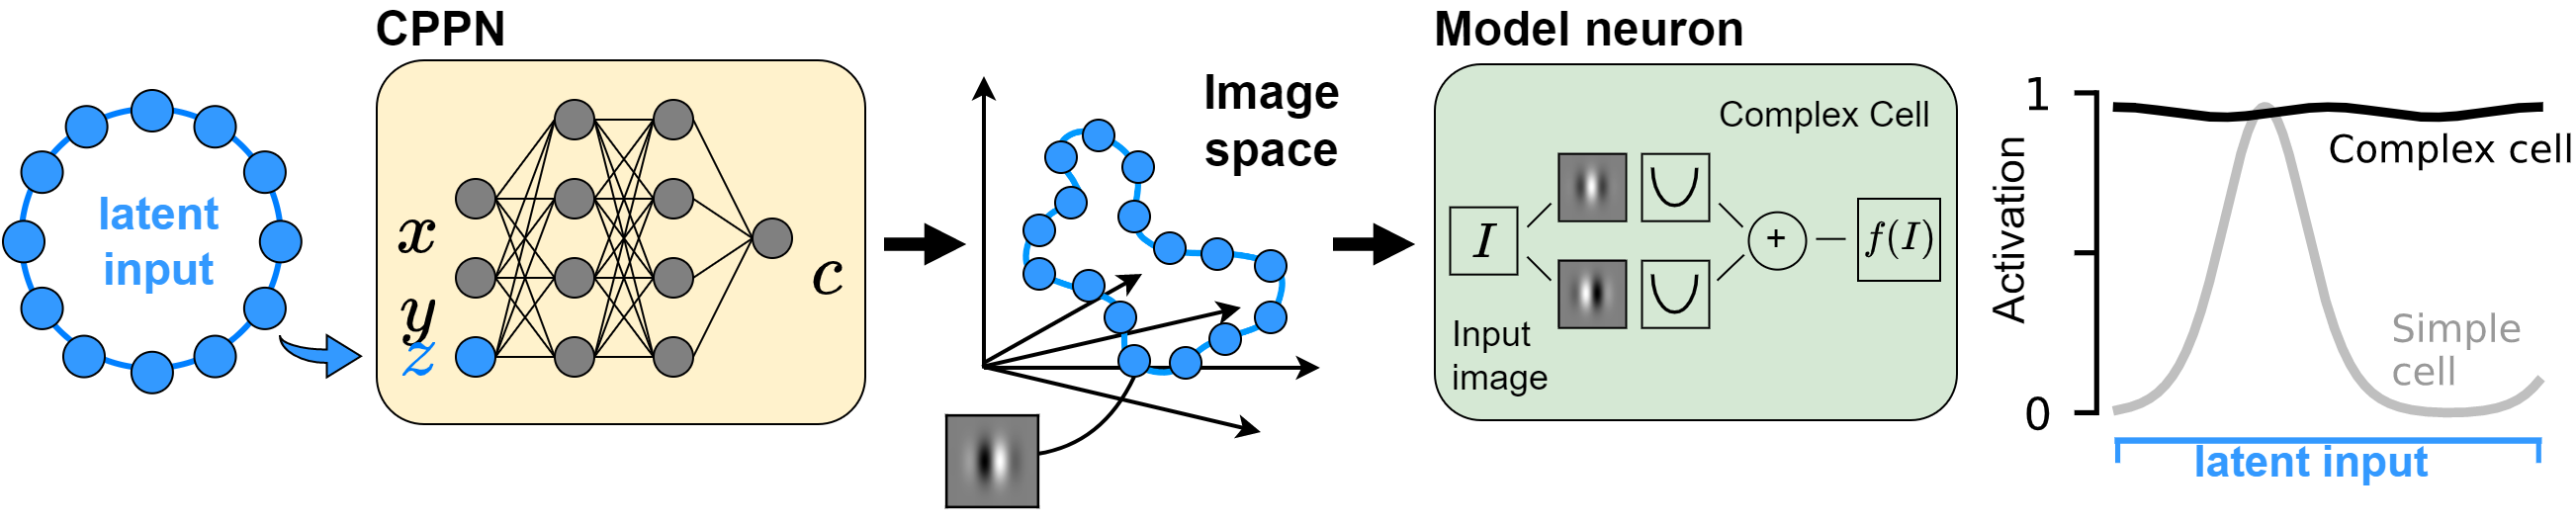 CPPN
latent
input
x
y
z
c
Image
space
Model neuron
Complex Cell
I
+
f(I)
Input
image
Activation
1
0
Complex cell
Simple
cell
latent input